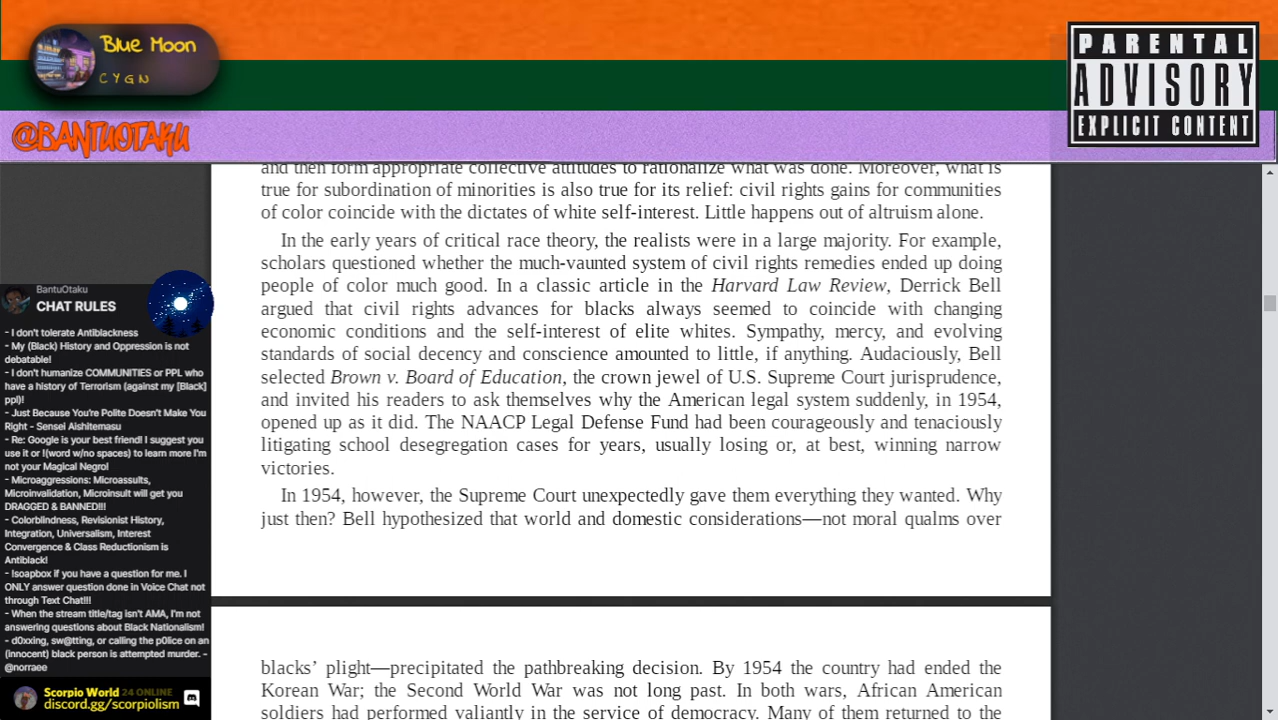 Blue Moon
CYGN
PARENTAL
ADVISORY
EXPLICIT CONTENT
@BANTUOTAKU
and then form appropriate collective attitudes to rationalize what was done. Moreover, what is
true for subordination of minorities is also true for its relief: civil rights gains for communities
of color coincide with the dictates of white self-interest. Little happens out of altruism alone.
In the early years of critical race theory, the realists were in a large majority. For example,
scholars questioned whether the much-vaunted system of civil rights remedies ended up doing
people of color much good. In a classic article in the Harvard Law Review, Derrick Bell
argued that civil rights advances for blacks always seemed to coincide with changing
economic conditions and the self-interest of elite whites. Sympathy, mercy, and evolving
standards of social decency and conscience amounted to little, if anything. Audaciously, Bell
selected Brown v. Board of Education, the crown jewel of U.S. Supreme Court jurisprudence,
and invited his readers to ask themselves why the American legal system suddenly, in 1954,
opened up as it did. The NAACP Legal Defense Fund had been courageously and tenaciously
litigating school desegregation cases for years, usually losing or, at best, winning narrow
victories.
In 1954, however, the Supreme Court unexpectedly gave them everything they wanted. Why
just then? Bell hypothesized that world and domestic considerations—not moral qualms over
blacks’ plight—precipitated the pathbreaking decision. By 1954 the country had ended the
Korean War; the Second World War was not long past. In both wars, African American
soldiers had performed valiantly in the service of democracy. Many of them returned to the
BantuOtaku
CHAT RULES
- I don't tolerate Antiblackness
- My (Black) History and Oppression is not
debatable!
- I don't humanize COMMUNITIES or PPL who
have a history of Terrorism (against my [Black]
ppl)!
- Just Because You're Polite Doesn't Make You
Right - Sensei Aishitemasu
- Re: Google is your best friend! I suggest you
use it or !(word w/no spaces) to learn more I'm
not your Magical Negro!
- Microaggressions: Microassults,
Microinvalidation, Microinsult will get you
DRAGGED & BANNED!!!
- Colorblindness, Revisionist History,
Integration, Universalism, Interest
Convergence & Class Reductionism is
Antiblack!
- !soapbox if you have a question for me. I
ONLY answer question done in Voice Chat not
through Text Chat!!!
- When the stream title/tag isn't AMA, I'm not
answering questions about Black Nationalism!
- d0xxing, sw@tting, or calling the p0lice on an
(innocent) black person is attempted murder. -
@norraee
Scorpio World 24 ONLINE
discord.gg/scorpiolism